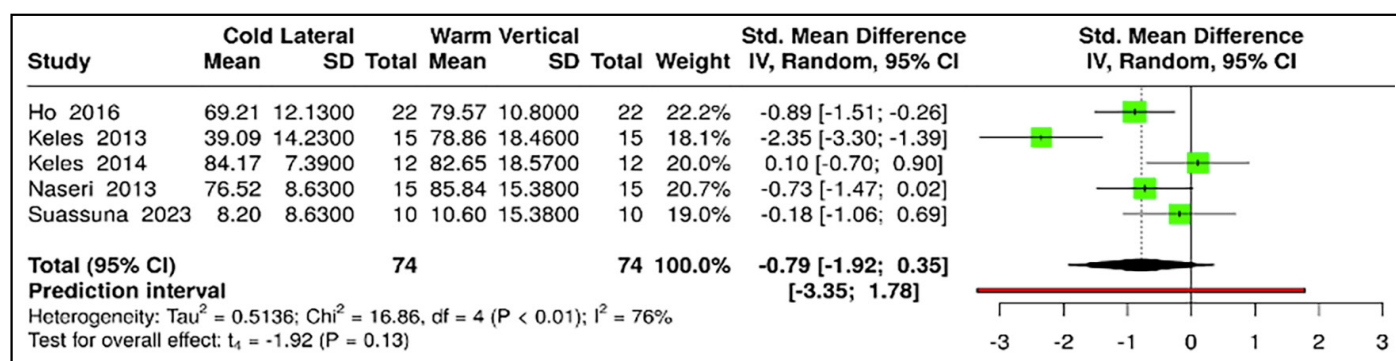 Cold Lateral Warm Vertical Std. Mean Difference Std. Mean Difference
Study Mean SD Total Mean SD Total Weight IV, Random, 95% CI IV, Random, 95% CI
Ho 2016 69.21 12.1300 22 79.57 10.8000 22 22.2% -0.89 [-1.51; -0.26]
Keles 2013 39.09 14.2300 15 78.86 18.4600 15 18.1% -2.35 [-3.30; -1.39]
Keles 2014 84.17 7.3900 12 82.65 18.5700 12 20.0% 0.10 [-0.70; 0.90]
Naseri 2013 76.52 8.6300 15 85.84 15.3800 15 20.7% -0.73 [-1.47; 0.02]
Suassuna 2023 8.20 8.6300 10 10.60 15.3800 10 19.0% -0.18 [-1.06; 0.69]
Total (95% CI) 74 74 100.0% -0.79 [-1.92; 0.35]
Prediction interval [-3.35; 1.78]
Heterogeneity: Tau² = 0.5136; Chi² = 16.86, df = 4 (P < 0.01); I² = 76%
Test for overall effect: t₄ = -1.92 (P = 0.13)
-3 -2 -1 0 1 2 3